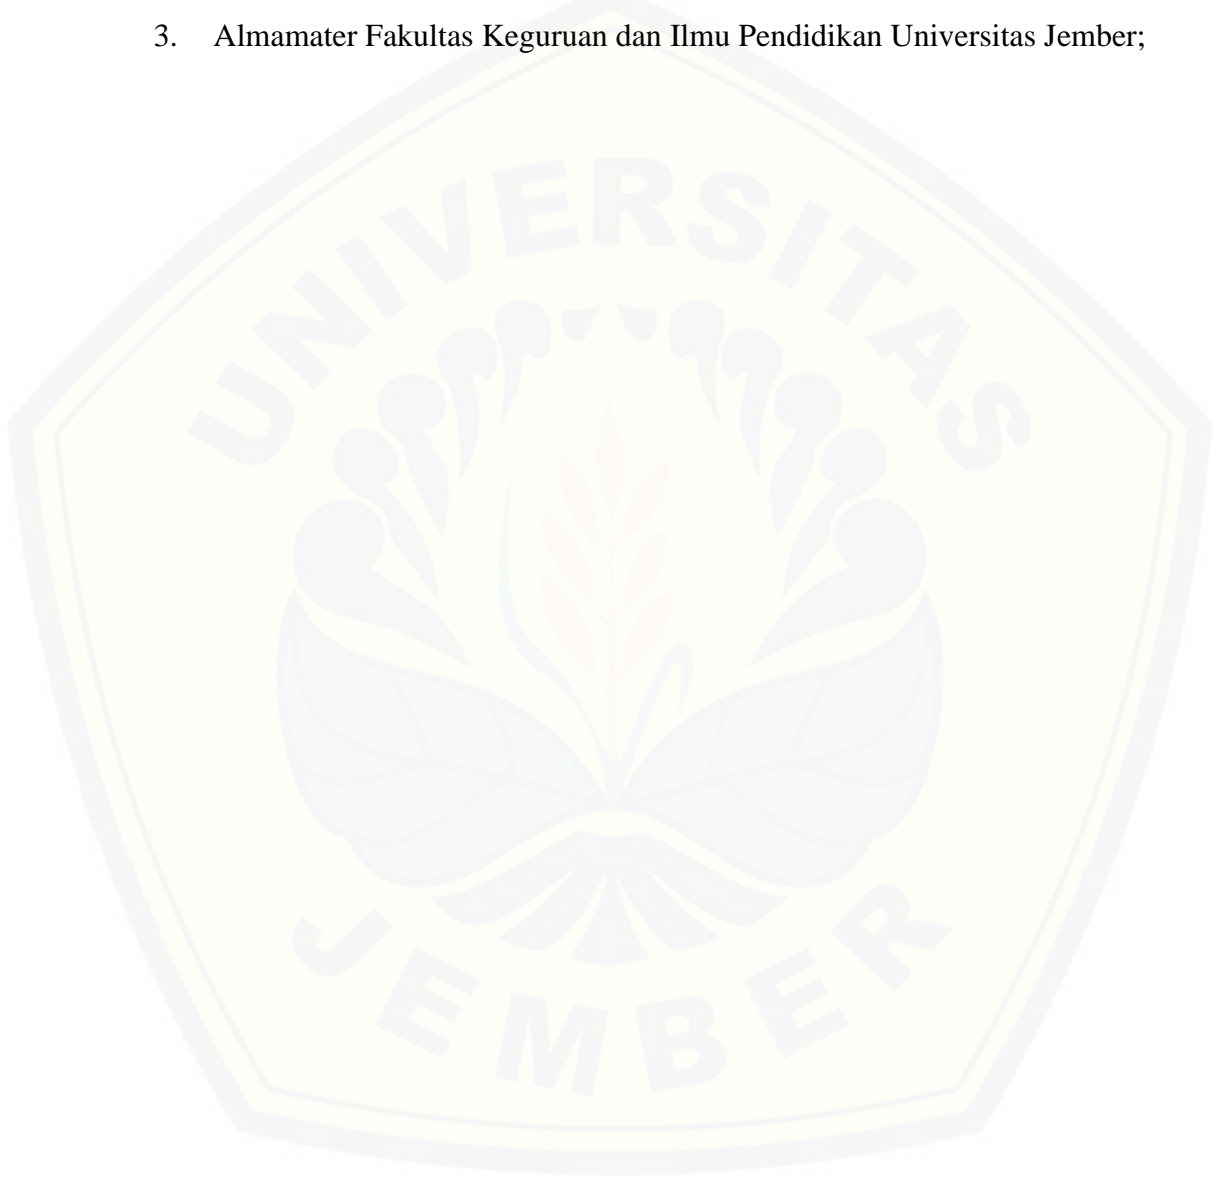 3. Almamater Fakultas Keguruan dan Ilmu Pendidikan Universitas Jember;
UNIVERSITAS
JEMBER